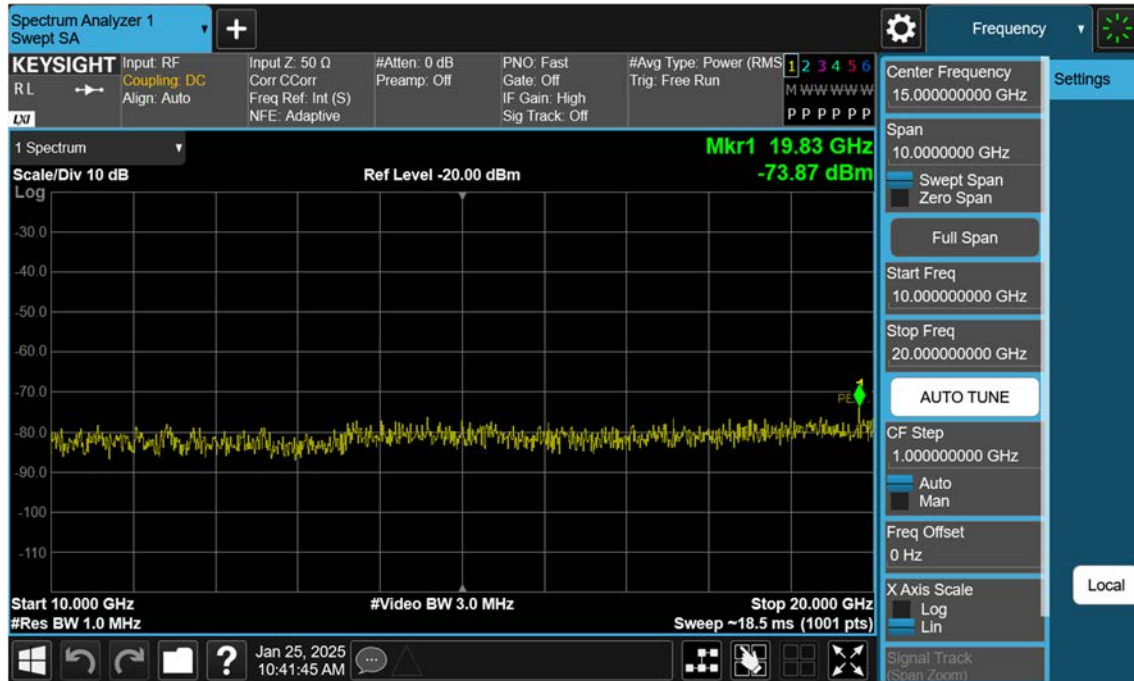 Spectrum Analyzer 1
Swept SA
Frequency
KEYSIGHT
RL
LXI
Input: RF
Coupling: DC
Align: Auto
Input Z: 50 Ω
Corr CCorr
Freq Ref: Int (S)
NFE: Adaptive
#Atten: 0 dB
Preamp: Off
PNO: Fast
Gate: Off
IF Gain: High
Sig Track: Off
#Avg Type: Power (RMS
Trig: Free Run
1 2 3 4 5 6
M W W W W W
P P P P P P
1 Spectrum
Mkr1 19.83 GHz
-73.87 dBm
Scale/Div 10 dB
Ref Level -20.00 dBm
Log
-30.0
-40.0
-50.0
-60.0
-70.0
-80.0
-90.0
-100
-110
1
Start 10.000 GHz
#Video BW 3.0 MHz
Stop 20.000 GHz
#Res BW 1.0 MHz
Sweep ~18.5 ms (1001 pts)
?
Jan 25, 2025
10:41:45 AM
Center Frequency
15.000000000 GHz
Span
10.0000000 GHz
Swept Span
Zero Span
Full Span
Start Freq
10.000000000 GHz
Stop Freq
20.000000000 GHz
AUTO TUNE
CF Step
1.000000000 GHz
Auto
Man
Freq Offset
0 Hz
X Axis Scale
Log
Lin
Signal Track
(Span Zoom)
Settings
Local